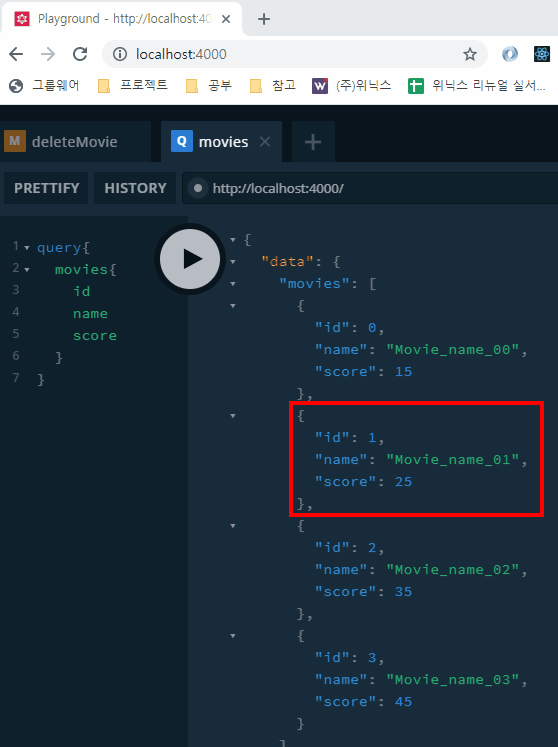 Playground - http://localhost:40
localhost:4000
그룹웨어 프로젝트 공부 참고 (주)위닉스 위닉스 리뉴얼 실서...
M deleteMovie Q movies
PRETTIFY HISTORY http://localhost:4000/
1 query{
2 movies{
3 id
4 name
5 score
6 }
7 }
{
"data": {
"movies": [
{
"id": 0,
"name": "Movie_name_00",
"score": 15
},
{
"id": 1,
"name": "Movie_name_01",
"score": 25
},
{
"id": 2,
"name": "Movie_name_02",
"score": 35
},
{
"id": 3,
"name": "Movie_name_03",
"score": 45
}
]